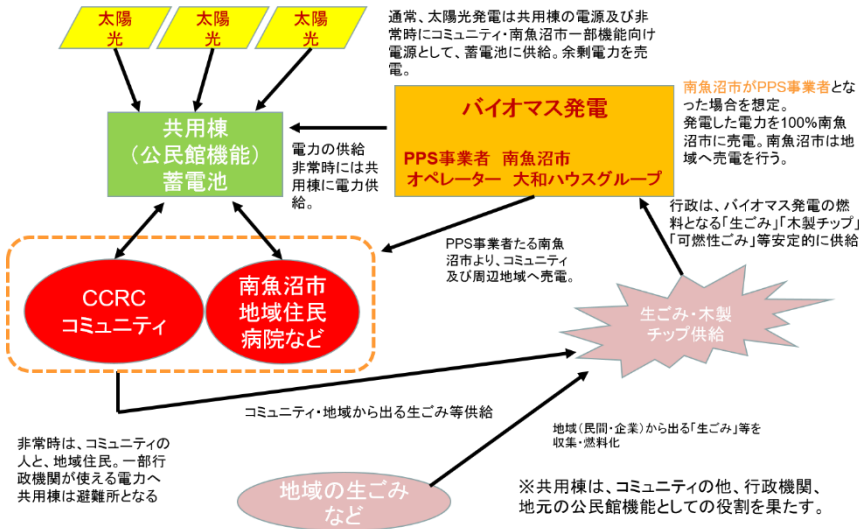 太陽
光
太陽
光
太陽
光
通常、太陽光発電は共用棟の電源及び非
常時にコミュニティ・南魚沼市一部機能向け
電源として、蓄電池に供給。余剰電力を売
電。
共用棟
（公民館機能）
蓄電池
電力の供給
非常時には共
用棟に電力供
給。
バイオマス発電
PPS事業者　南魚沼市
オペレーター　大和ハウスグループ
南魚沼市がPPS事業者と
なった場合を想定。
発電した電力を100%南魚
沼市に売電。南魚沼市は地
域へ売電を行う。
行政は、バイオマス発電の燃
料となる「生ごみ」「木製チップ」
「可燃性ごみ」等安定的に供給
PPS事業者たる南魚
沼市より、コミュニティ
及び周辺地域へ売電。
CCRC
コミュニティ
南魚沼市
地域住民
病院など
生ごみ・木製
チップ供給
コミュニティ・地域から出る生ごみ等供給
地域（民間・企業）から出る「生ごみ」等を
収集・燃料化
非常時は、コミュニティの
人と、地域住民。一部行
政機関が使える電力へ
共用棟は避難所となる
地域の生ごみ
など
※共用棟は、コミュニティの他、行政機関、
地元の公民館機能としての役割を果たす。